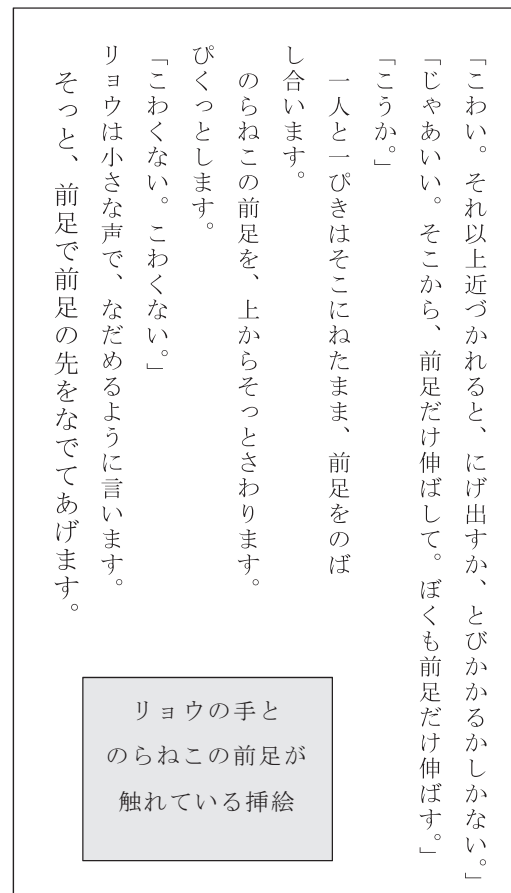 「こわい。それ以上近づかれると、にげ出すか、とびかかるかしかない。」
「じゃあいい。そこから、前足だけ伸ばして。ぼくも前足だけ伸ばす。」
「こうか。」
一人と一ぴきはそこにねたまま、前足をのば
し合います。
のらねこの前足を、上からそっとさわります。
ぴくっとします。
「こわくない。こわくない。」
リョウは小さな声で、なだめるように言います。
そっと、前足で前足の先をなでてあげます。
リョウの手と
のらねこの前足が
触れている挿絵